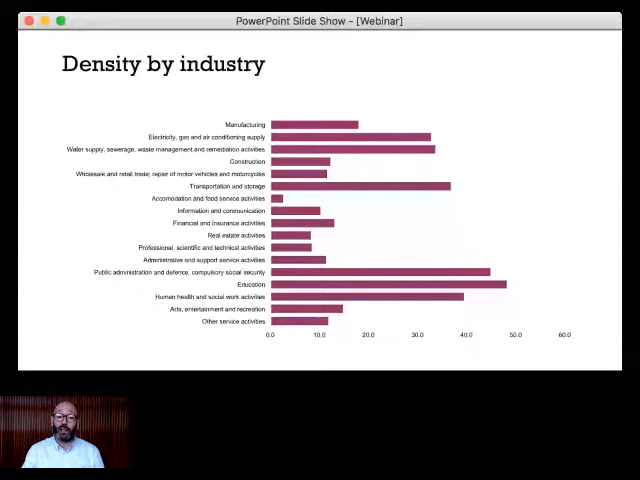 PowerPoint Slide Show - [Webinar]
Density by industry
Manufacturing
Electricity, gas and air conditioning supply
Water supply, sewerage, waste management and remediation activities
Construction
Wholesale and retail trade; repair of motor vehicles and motorcycles
Transportation and storage
Accomodation and food service activities
Information and communication
Financial and insurance activities
Real estate activities
Professional, scientific and technical activities
Administrative and support service activities
Public administration and defence, compulsory social security
Education
Human health and social work activities
Arts, entertainment and recreation
Other service activities
0.0 10.0 20.0 30.0 40.0 50.0 60.0